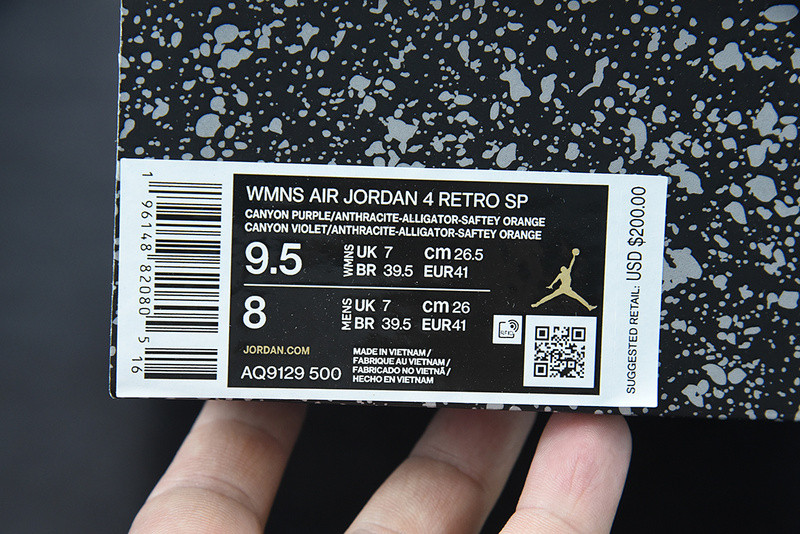 WMNS AIR JORDAN 4 RETRO SP
CANYON PURPLE/ANTHRACITE-ALLIGATOR-SAFTEY ORANGE
CANYON VIOLET/ANTHRACITE-ALLIGATOR-SAFTEY ORANGE
9.5 WMNS UK 7 cm 26.5
BR 39.5 EUR41
8 MENS UK 7 cm 26
BR 39.5 EUR41
JORDAN.COM
AQ9129 500
MADE IN VIETNAM /
FABRIQUE AU VIETNAM /
FABRICADO NO VIETNÃ /
HECHO EN VIETNAM
1 96148 82080 5 16
SUGGESTED RETAIL: USD $200.00